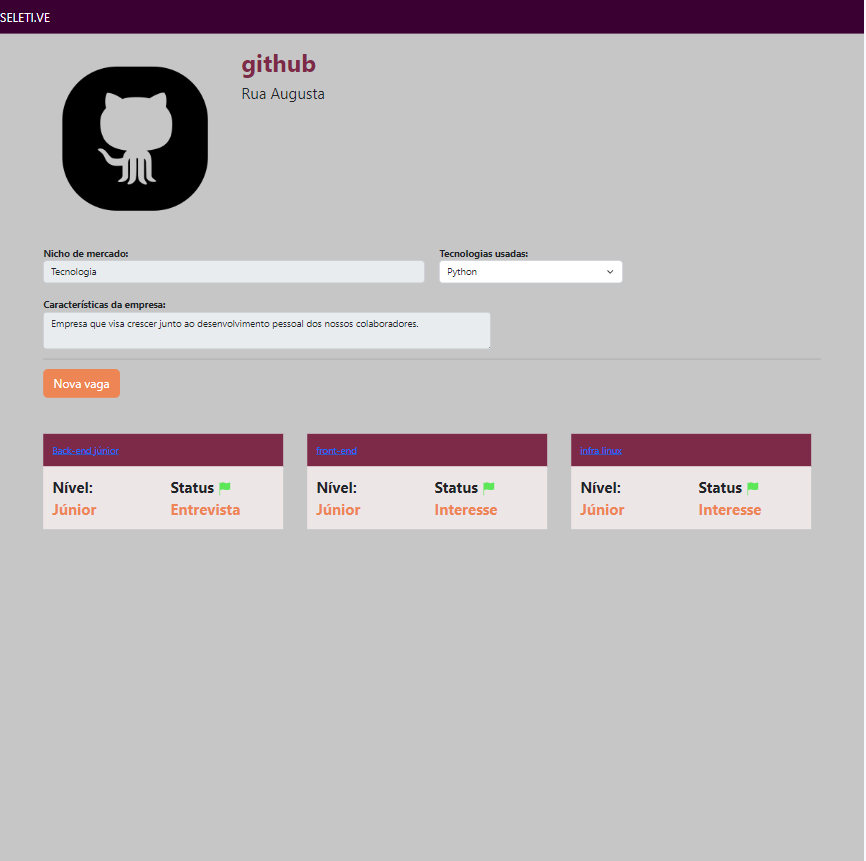 SELETI.VE
github
Rua Augusta
Nicho de mercado: Tecnologias usadas:
Tecnologia Python
Características da empresa:
Empresa que visa crescer junto ao desenvolvimento pessoal dos nossos colaboradores.
Nova vaga
Back-end júnior front-end infra linux
Nível: Status Nível: Status Nível: Status
Júnior Entrevista Júnior Interesse Júnior Interesse